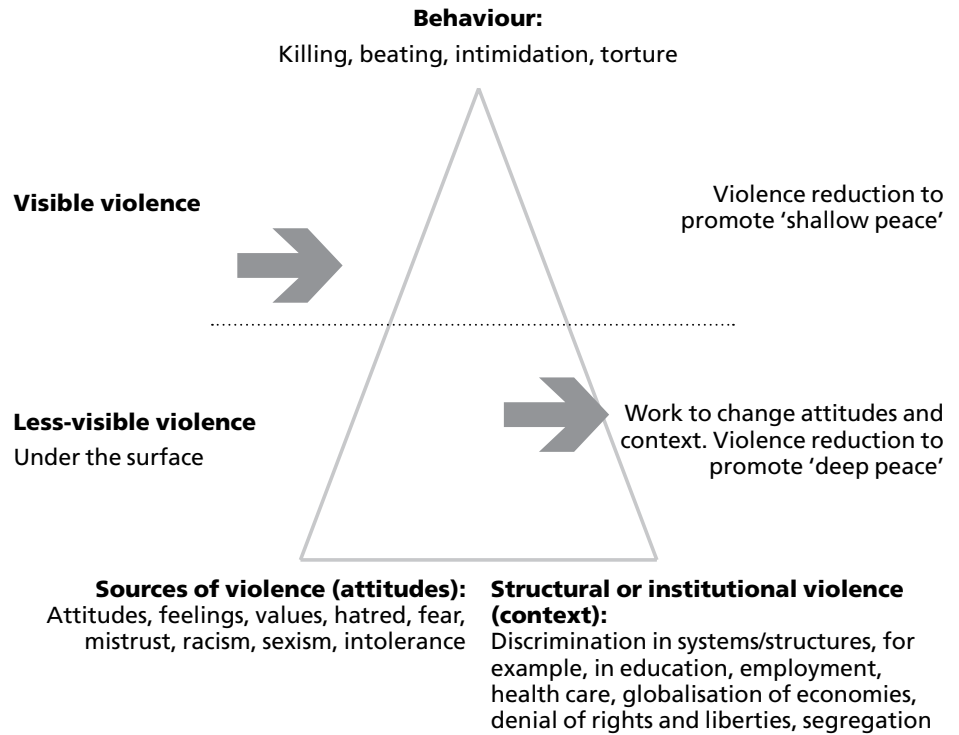 Behaviour:
Killing, beating, intimidation, torture
Visible violence
Violence reduction to
promote ‘shallow peace’
Less-visible violence
Under the surface
Work to change attitudes and
context. Violence reduction to
promote ‘deep peace’
Sources of violence (attitudes):
Attitudes, feelings, values, hatred, fear,
mistrust, racism, sexism, intolerance
Structural or institutional violence
(context):
Discrimination in systems/structures, for
example, in education, employment,
health care, globalisation of economies,
denial of rights and liberties, segregation